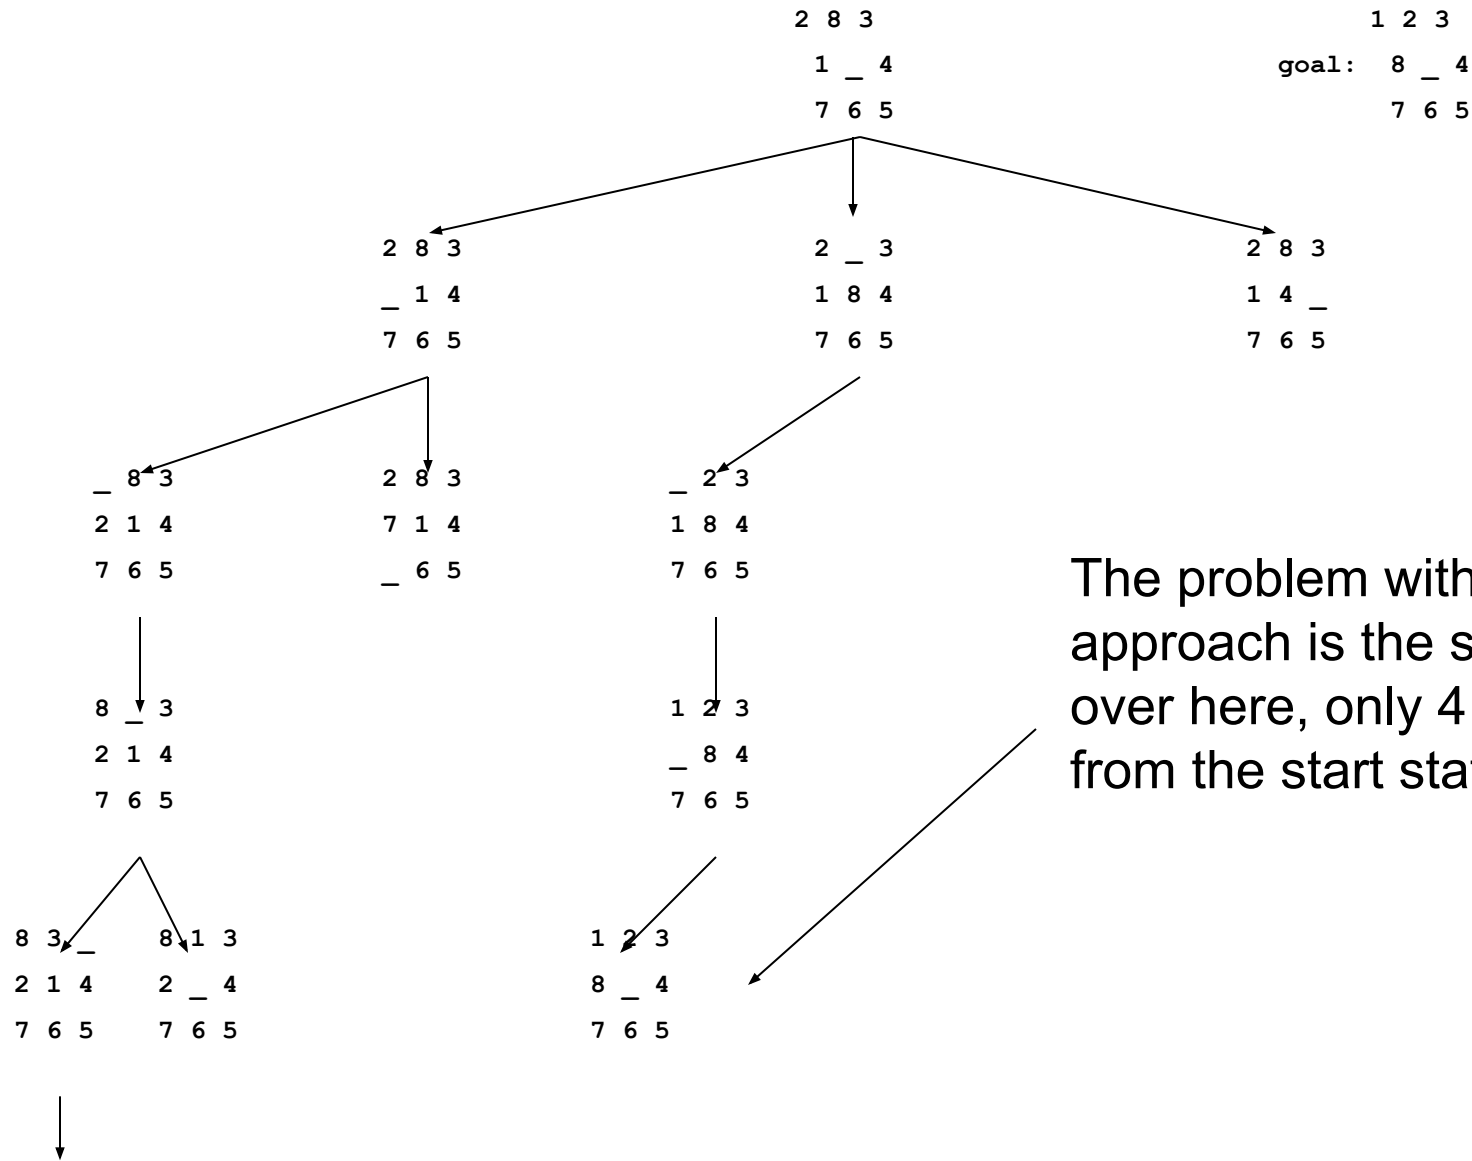 2 8 3
1 _ 4
7 6 5
1 2 3
goal: 8 _ 4
7 6 5
2 8 3
_ 1 4
7 6 5
2 _ 3
1 8 4
7 6 5
2 8 3
1 4 _
7 6 5
_ 8 3
2 1 4
7 6 5
2 8 3
7 1 4
_ 6 5
_ 2 3
1 8 4
7 6 5
The problem with
approach is the s
over here, only 4
from the start sta
8 _ 3
2 1 4
7 6 5
1 2 3
_ 8 4
7 6 5
8 3 _
2 1 4
7 6 5
8 1 3
2 _ 4
7 6 5
1 2 3
8 _ 4
7 6 5